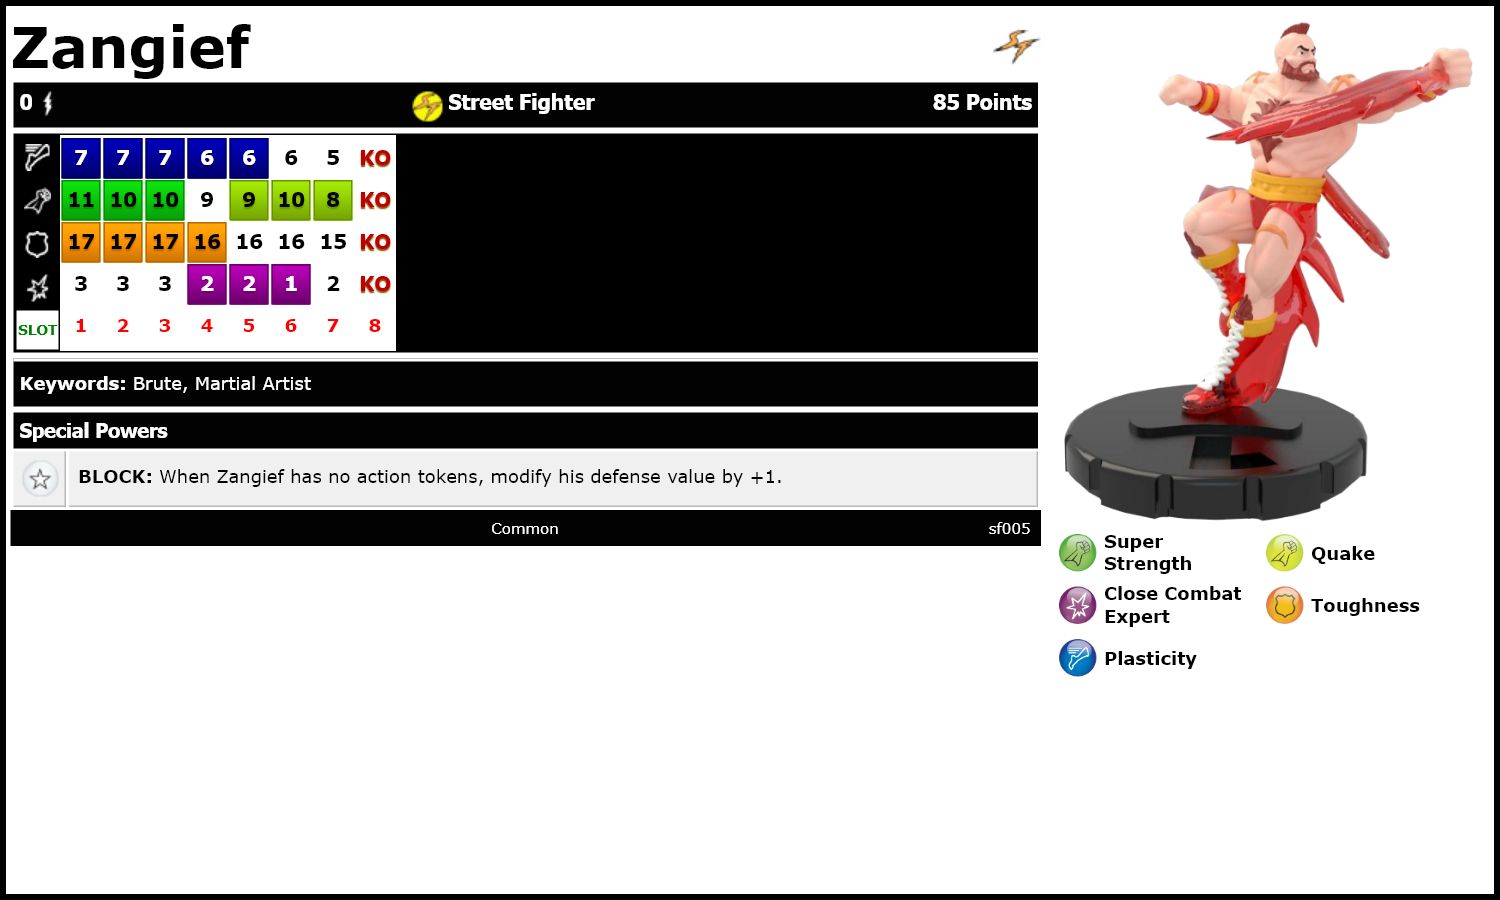 Zangief
0 Street Fighter 85 Points
7 7 7 6 6 6 5 KO
11 10 10 9 9 10 8 KO
17 17 17 16 16 16 15 KO
3 3 3 2 2 1 2 KO
SLOT 1 2 3 4 5 6 7 8
Keywords: Brute, Martial Artist
Special Powers
BLOCK: When Zangief has no action tokens, modify his defense value by +1.
Common sf005
Super
Strength
Quake
Close Combat
Expert
Toughness
Plasticity